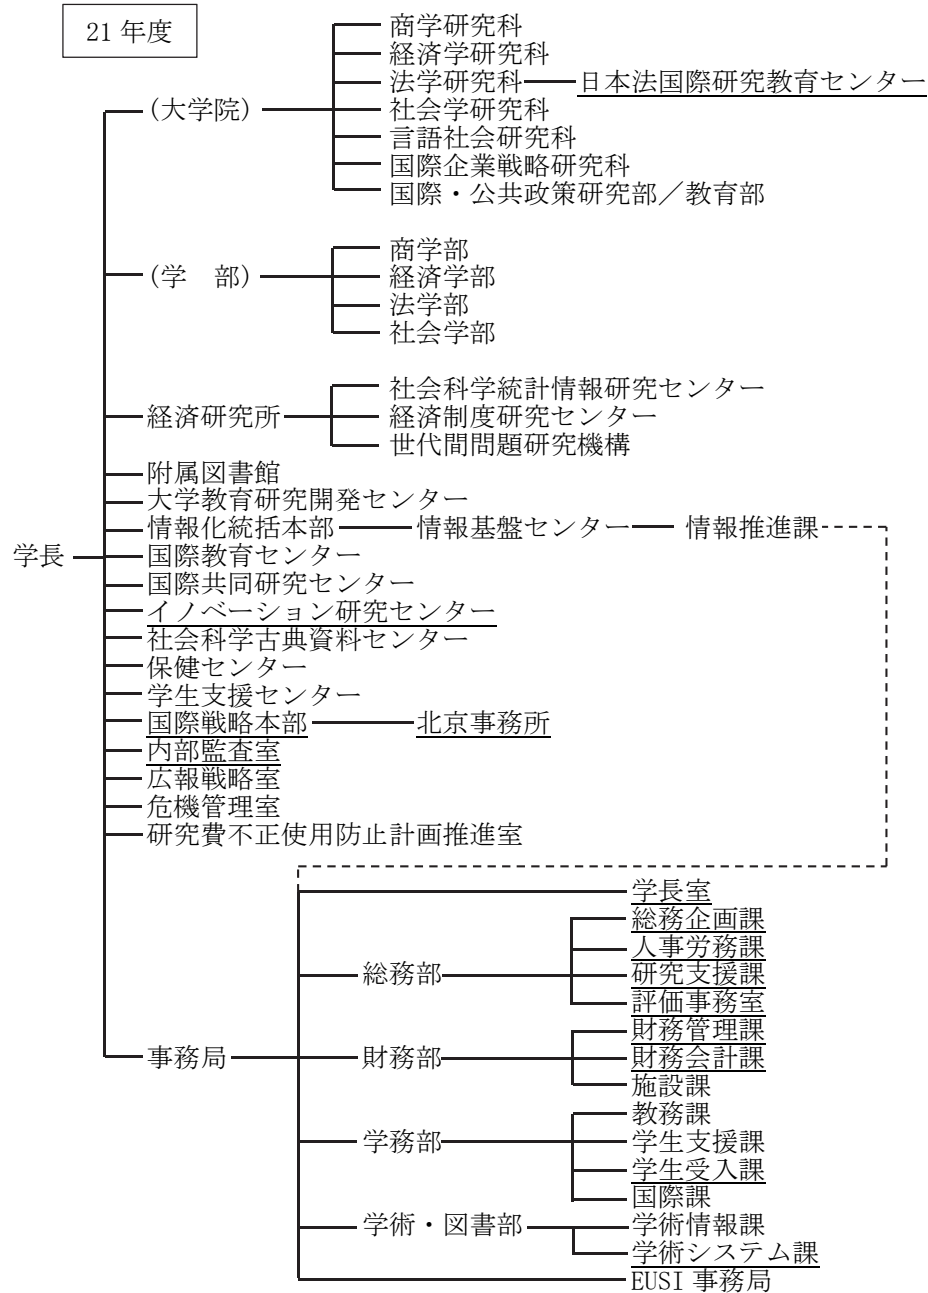 21 年度
商学研究科
経済学研究科
法学研究科 日本法国際研究教育センター
(大学院) 社会学研究科
言語社会研究科
国際企業戦略研究科
国際・公共政策研究部／教育部
商学部
(学 部) 経済学部
法学部
社会学部
社会科学統計情報研究センター
経済研究所 経済制度研究センター
世代間問題研究機構
附属図書館
大学教育研究開発センター
情報化統括本部 情報基盤センター 情報推進課
学長 国際教育センター
国際共同研究センター
イノベーション研究センター
社会科学古典資料センター
保健センター
学生支援センター
国際戦略本部 北京事務所
内部監査室
広報戦略室
危機管理室
研究費不正使用防止計画推進室
学長室
総務企画課
人事労務課
総務部 研究支援課
評価事務室
財務管理課
事務局 財務部 財務会計課
施設課
教務課
学務部 学生支援課
学生受入課
国際課
学術・図書部 学術情報課
学術システム課
EUSI 事務局